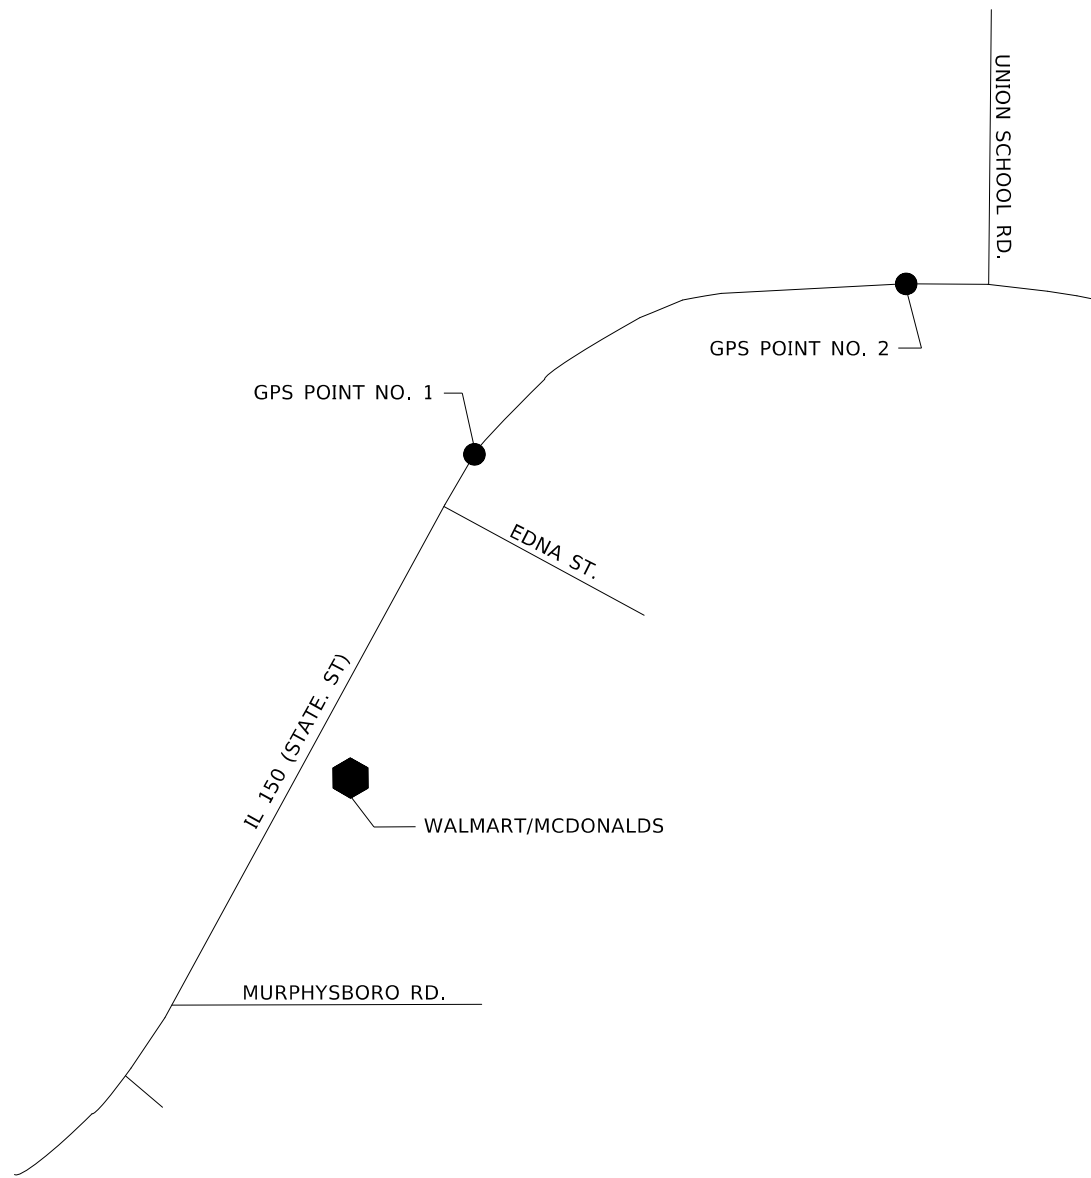 UNION SCHOOL RD.
GPS POINT NO. 2
GPS POINT NO. 1
EDNA ST.
IL 150 (STATE. ST)
WALMART/MCDONALDS
MURPHYSBORO RD.